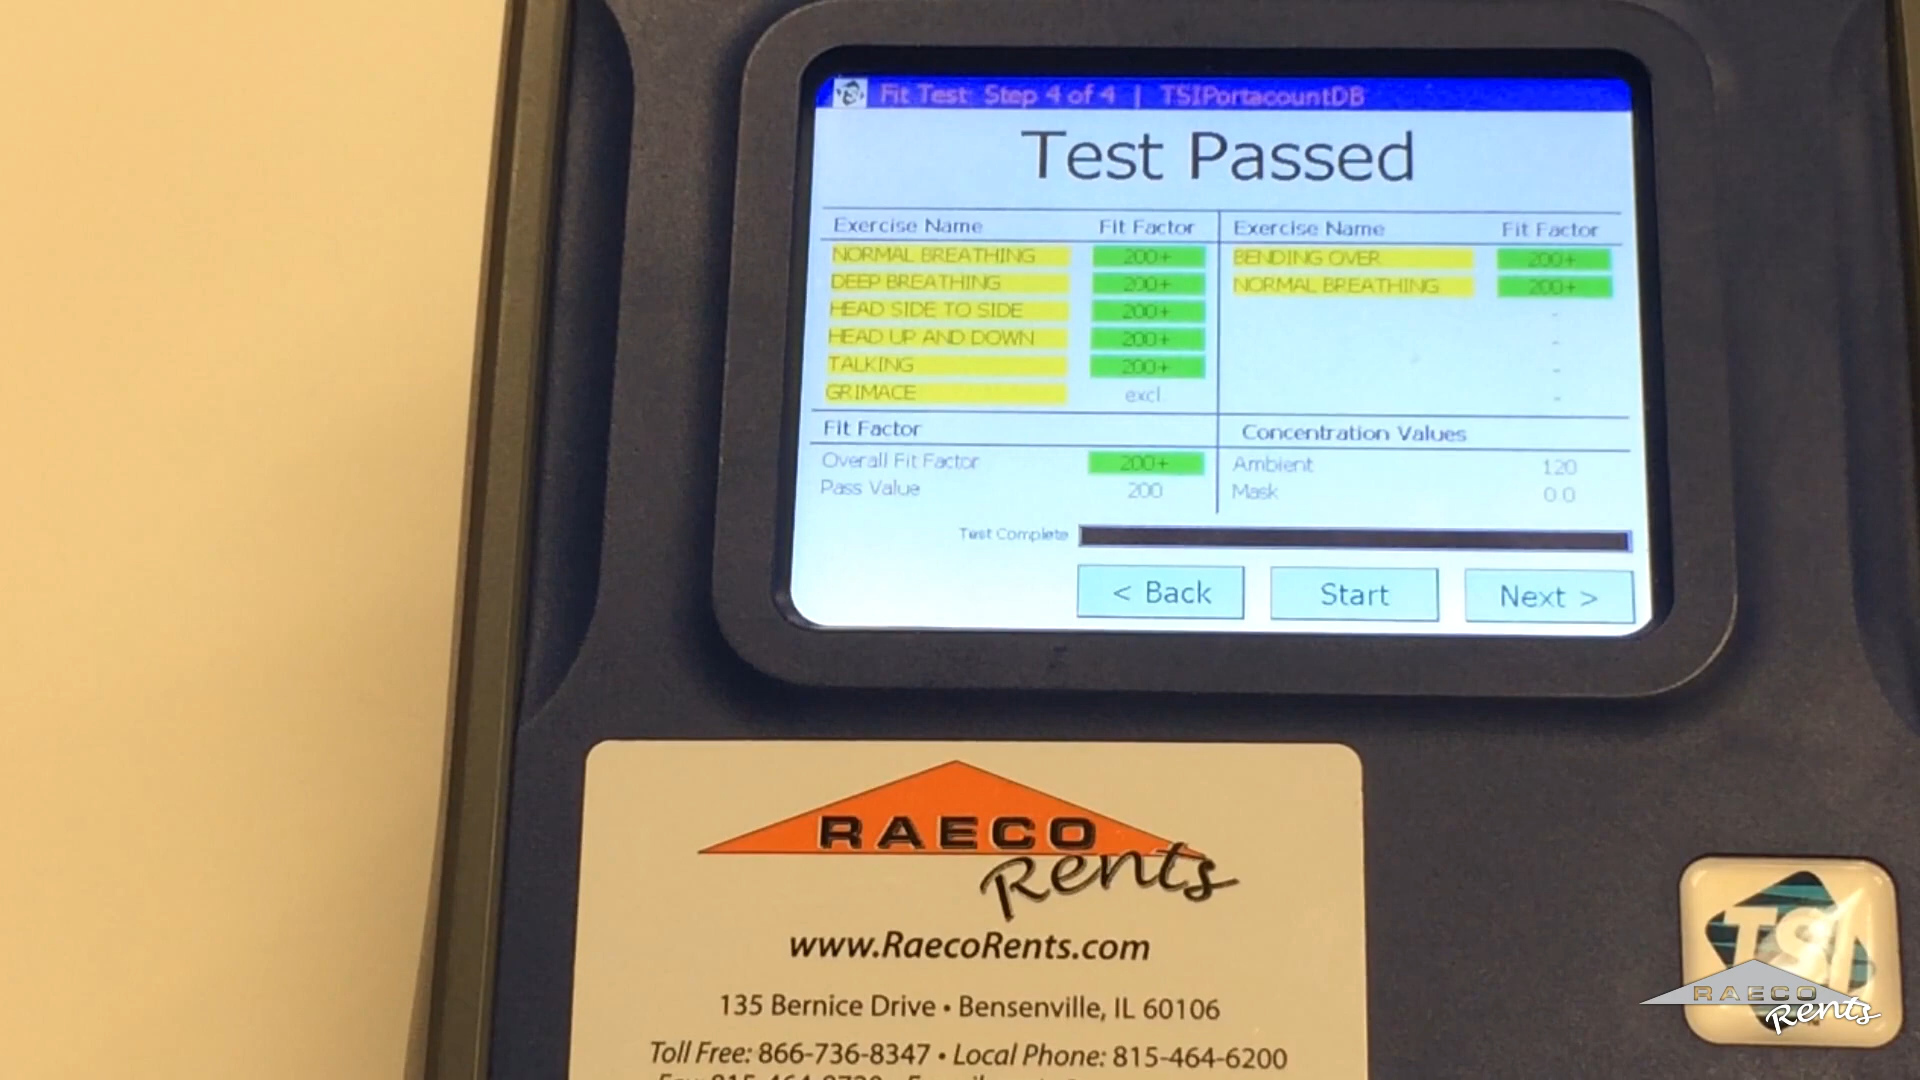 TSI Fit Test: Step 4 of 4 | TSIPortacountDB
Test Passed
Exercise Name Fit Factor Exercise Name Fit Factor
NORMAL BREATHING 200+ BENDING OVER 200+
DEEP BREATHING 200+ NORMAL BREATHING 200+
HEAD SIDE TO SIDE 200+ -
HEAD UP AND DOWN 200+ -
TALKING 200+ -
GRIMACE excl. -
Fit Factor Concentration Values
Overall Fit Factor 200+ Ambient 120
Pass Value 200 Mask 0.0
Test Complete
< Back Start Next >
RAECO
Rents
www.RaecoRents.com
135 Bernice Drive • Bensenville, IL 60106
Toll Free: 866-736-8347 • Local Phone: 815-464-6200
TSI
RAECO
Rents